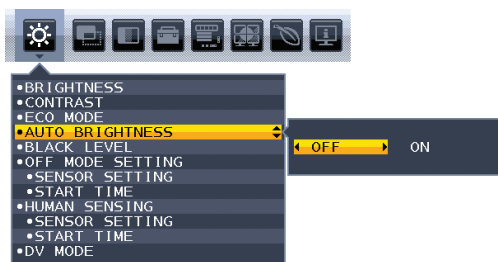 •BRIGHTNESS
•CONTRAST
•ECO MODE
•AUTO BRIGHTNESS
OFF ON
•BLACK LEVEL
•OFF MODE SETTING
•SENSOR SETTING
•START TIME
•HUMAN SENSING
•SENSOR SETTING
•START TIME
•DV MODE